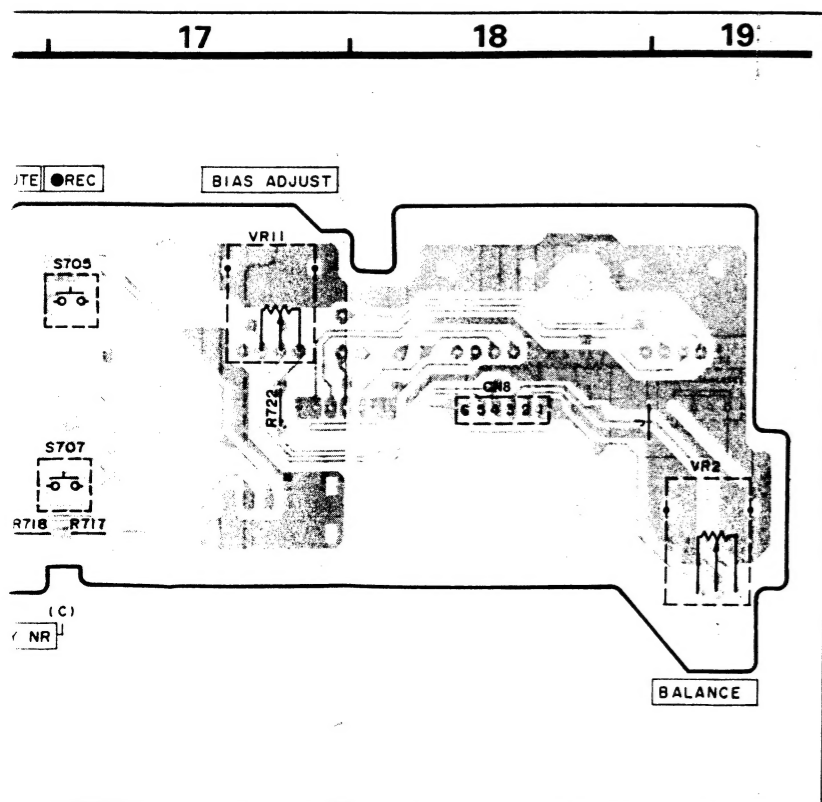 17 18 19
UTE ●REC BIAS ADJUST
VR11
S705
CN8
R722
6 5 4 3 2 1
S707
VR2
R718 R717
(C)
NR
BALANCE